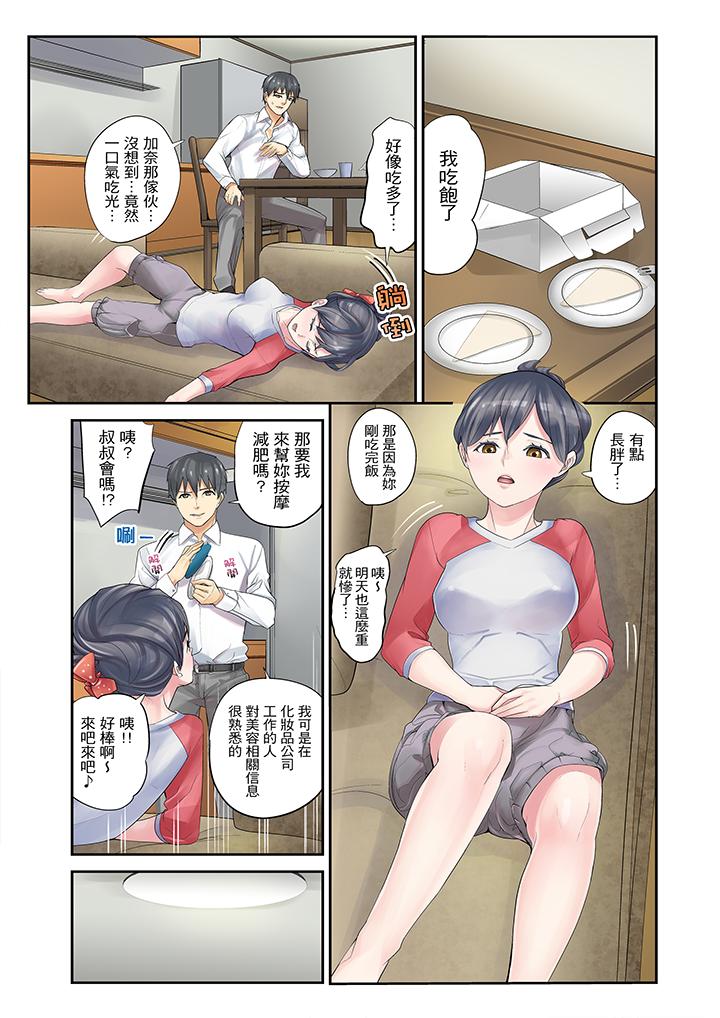 我吃飽了
好像吃多了…
加奈那傢伙…
沒想到…竟然
一口氣吃光…
躺倒
有點
長胖了…
那是因為妳
剛吃完飯
咦～
明天也這麼重
就慘了…
那要我
來幫妳按摩
減肥嗎？
咦？
叔叔會嗎!?
唰－
解開
解開
我可是在
化妝品公司
工作的人
對美容相關信息
很熟悉的
咦!!
好棒啊～
來吧來吧♪